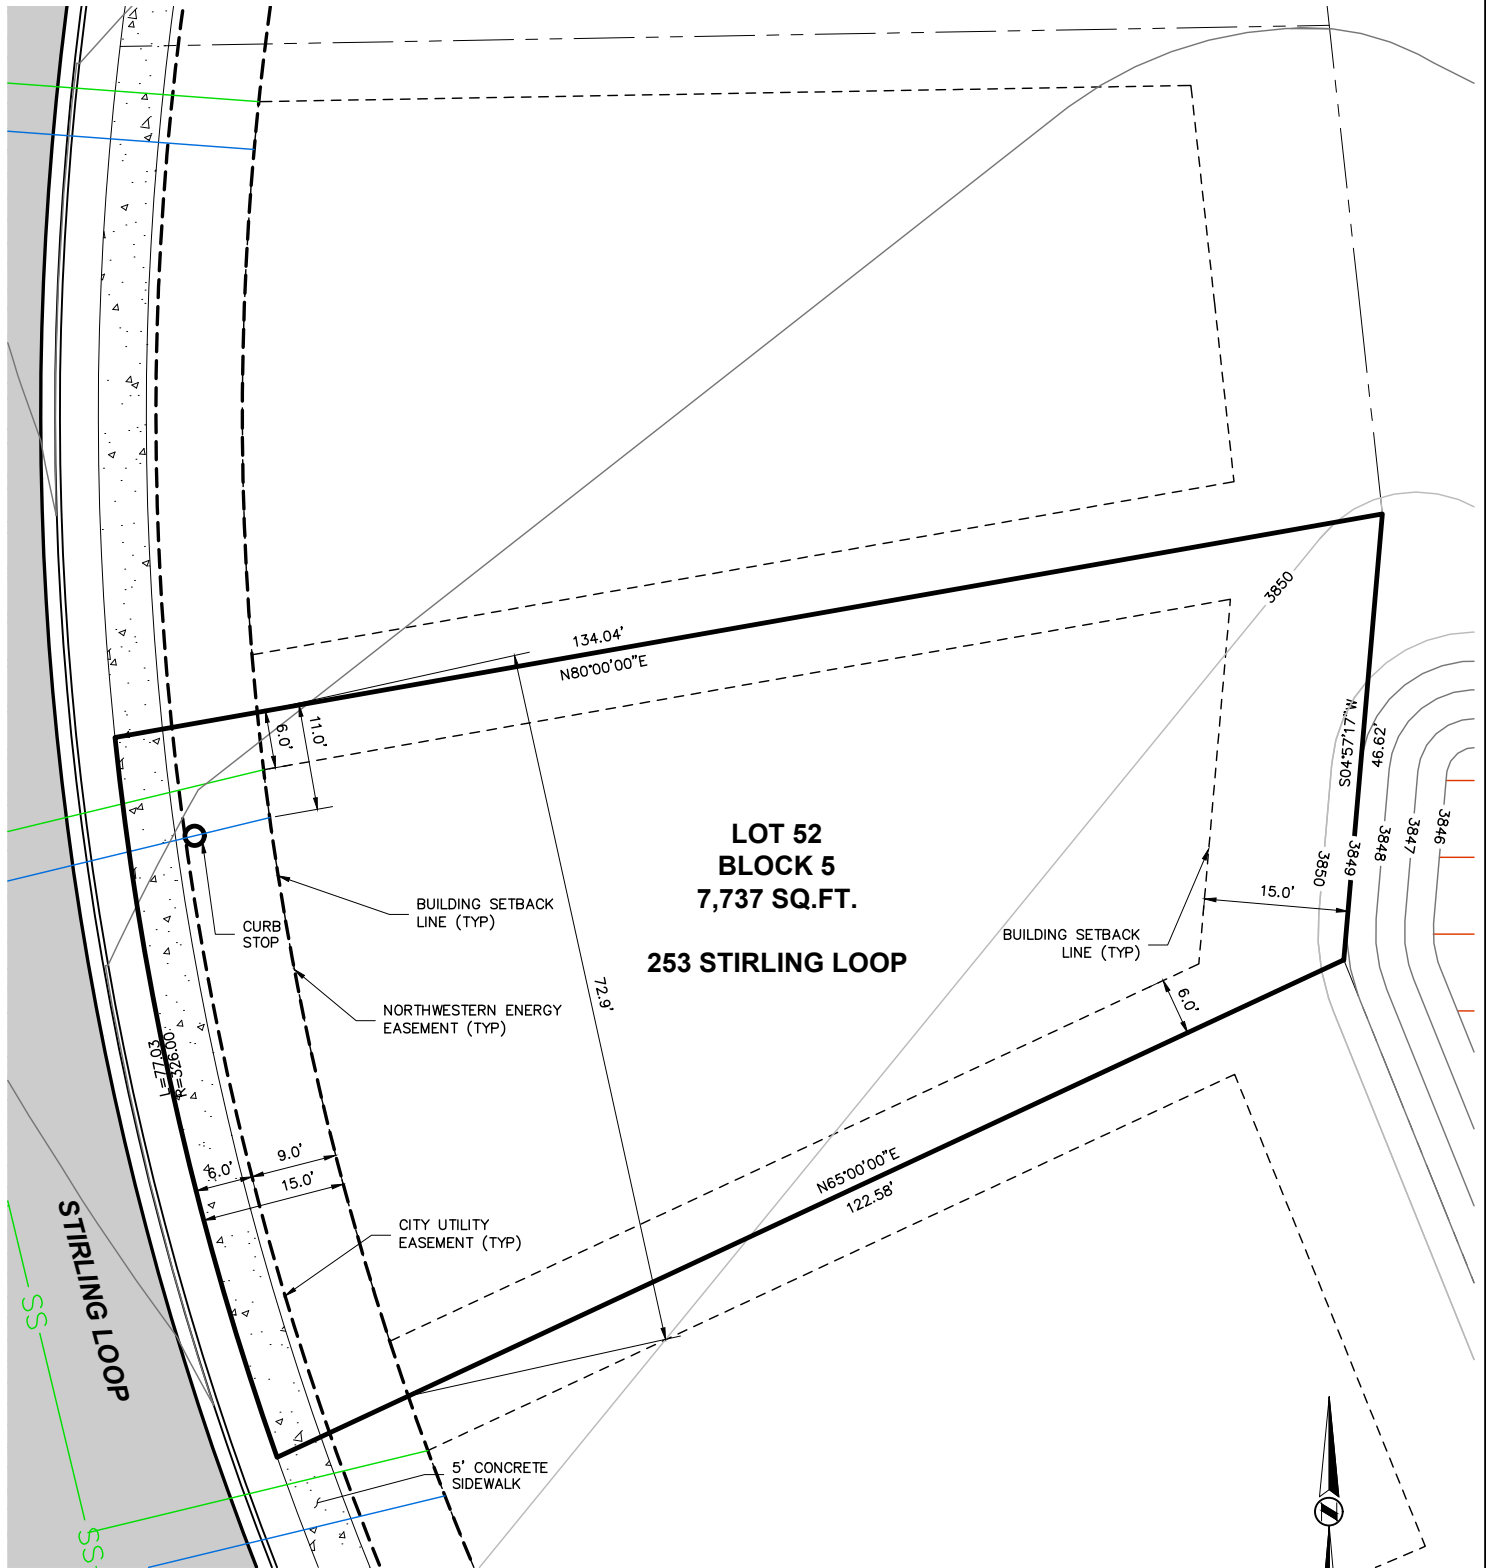 3850
134.04'
N80°00'00"E
6.0'
11.0'
S04°57'17"W
46.62'
LOT 52
BLOCK 5
7,737 SQ.FT.
253 STIRLING LOOP
3850
3849
3848
3847
3846
15.0'
BUILDING SETBACK
LINE (TYP)
CURB
STOP
BUILDING SETBACK
LINE (TYP)
72.9'
6.0'
NORTHWESTERN ENERGY
EASEMENT (TYP)
L=77.03
R=326.00
6.0'
9.0'
15.0'
N65°00'00"E
122.58'
CITY UTILITY
EASEMENT (TYP)
STIRLING LOOP
SS
5' CONCRETE
SIDEWALK
SS